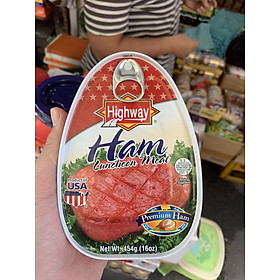 Highway
Ham
Luncheon Meat
USA
Premium Ham
Net Wt. 454g (16oz)